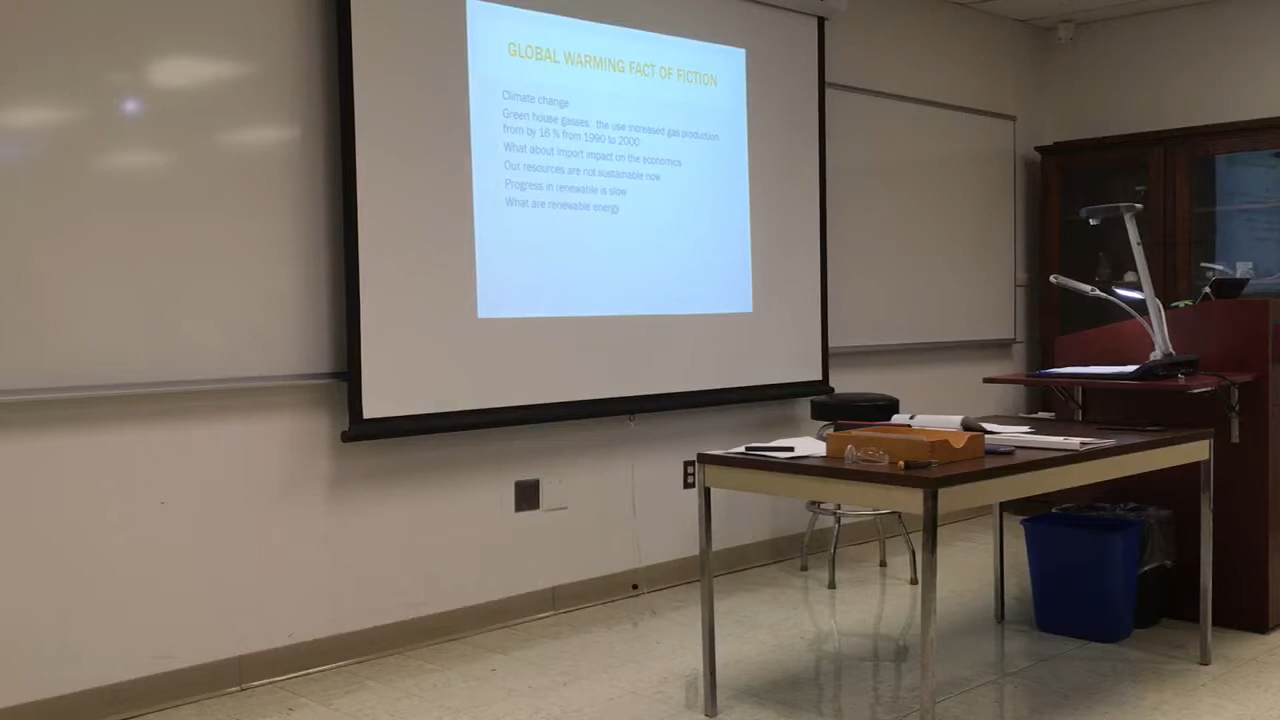 GLOBAL WARMING FACT OF FICTION
Climate change
Green house gasses: the use increased gas production
from by 16 % from 1990 to 2000
What about import impact on the economics
Our resources are not sustainable now
Progress in renewable is slow
What are renewable energy